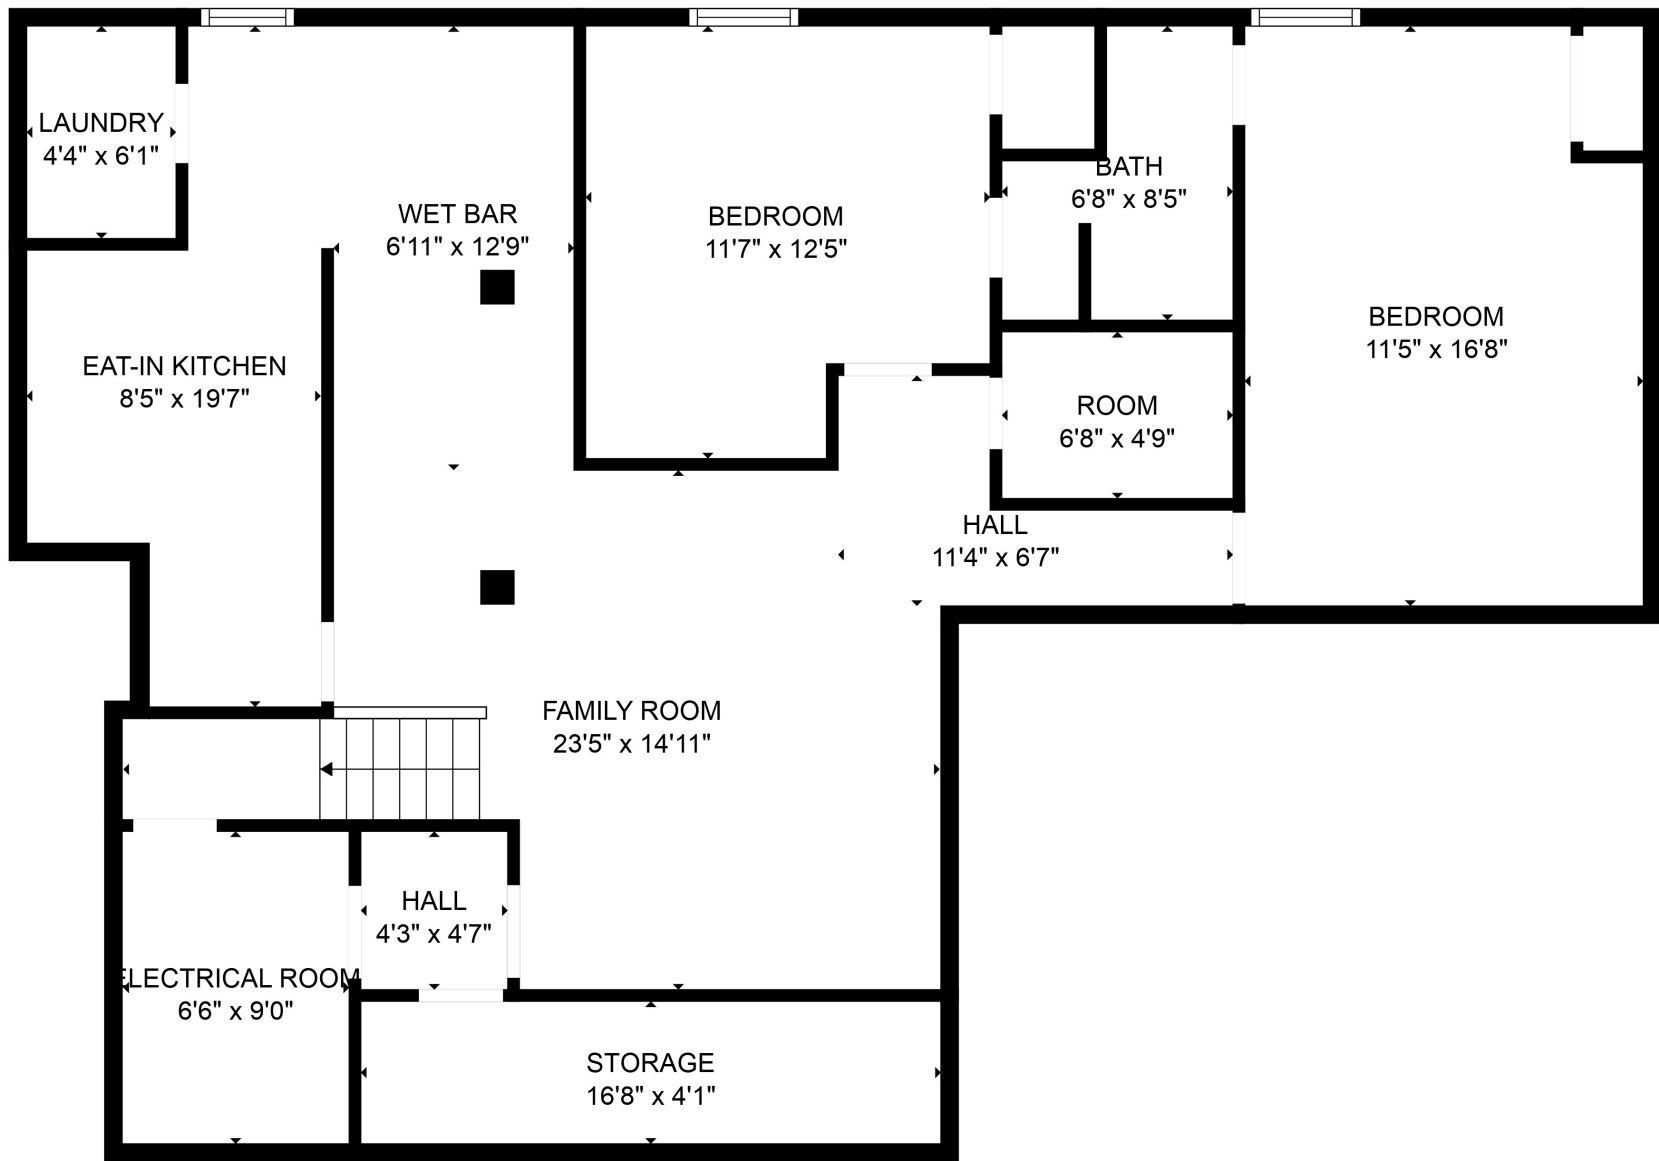 LAUNDRY
4'4" x 6'1"
WET BAR
6'11" x 12'9"
BEDROOM
11'7" x 12'5"
BATH
6'8" x 8'5"
BEDROOM
11'5" x 16'8"
EAT-IN KITCHEN
8'5" x 19'7"
ROOM
6'8" x 4'9"
HALL
11'4" x 6'7"
FAMILY ROOM
23'5" x 14'11"
HALL
4'3" x 4'7"
ELECTRICAL ROOM
6'6" x 9'0"
STORAGE
16'8" x 4'1"